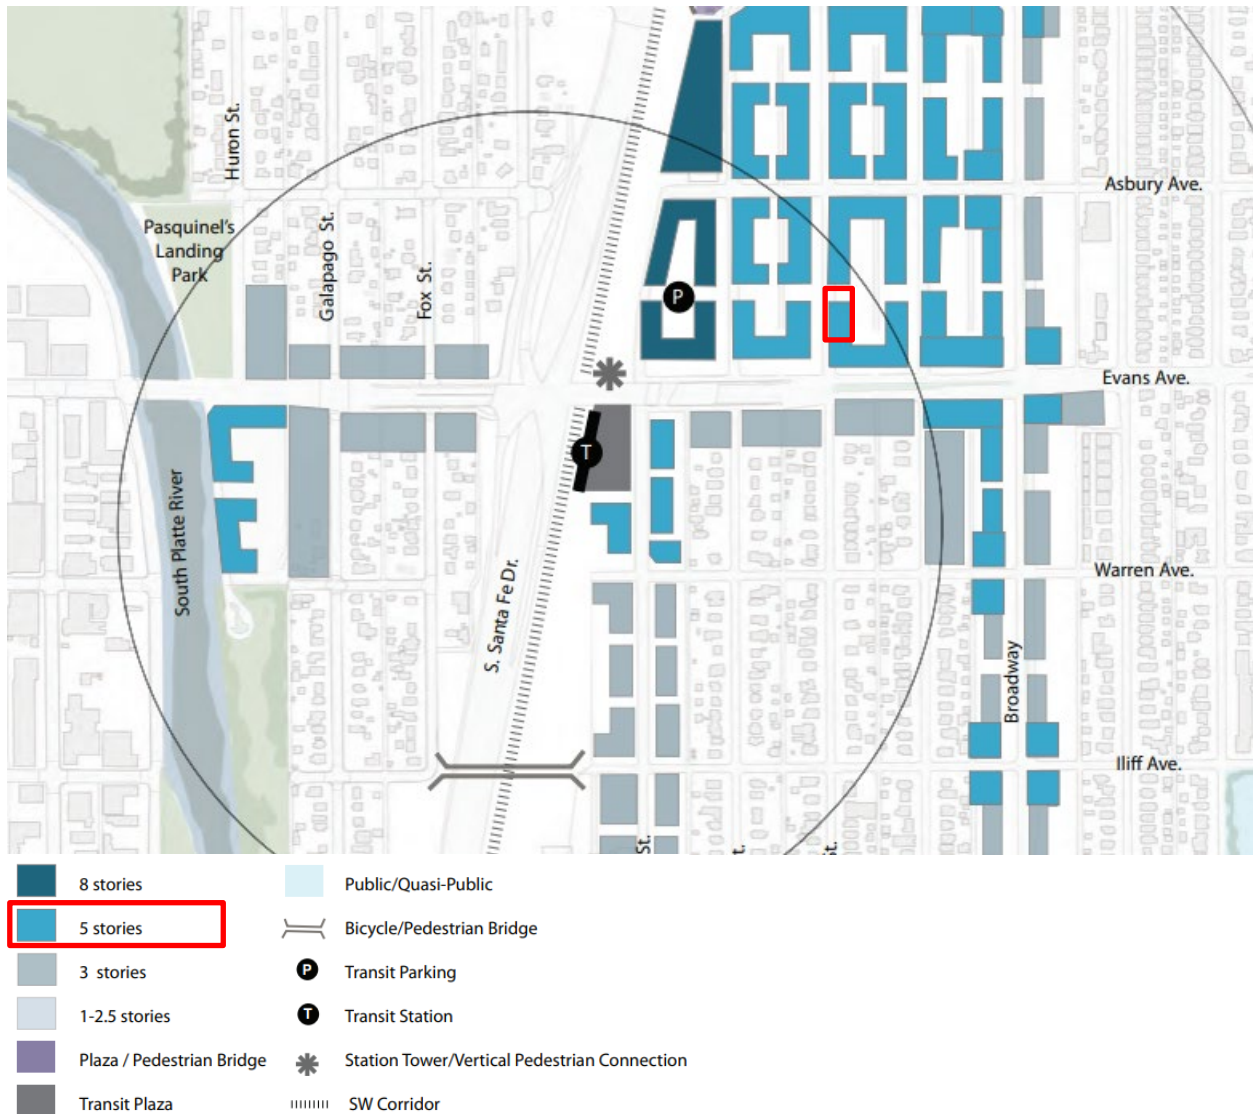 Huron St.
Asbury Ave.
Pasquinel's
Landing
Park
Galapago St.
Fox St.
P
Evans Ave.
T
South Platte River
S. Santa Fe Dr.
Warren Ave.
Broadway
Iliff Ave.
St.
t.
St.
8 stories
Public/Quasi-Public
5 stories
Bicycle/Pedestrian Bridge
3 stories
P
Transit Parking
1-2.5 stories
T
Transit Station
Plaza / Pedestrian Bridge
Station Tower/Vertical Pedestrian Connection
Transit Plaza
SW Corridor